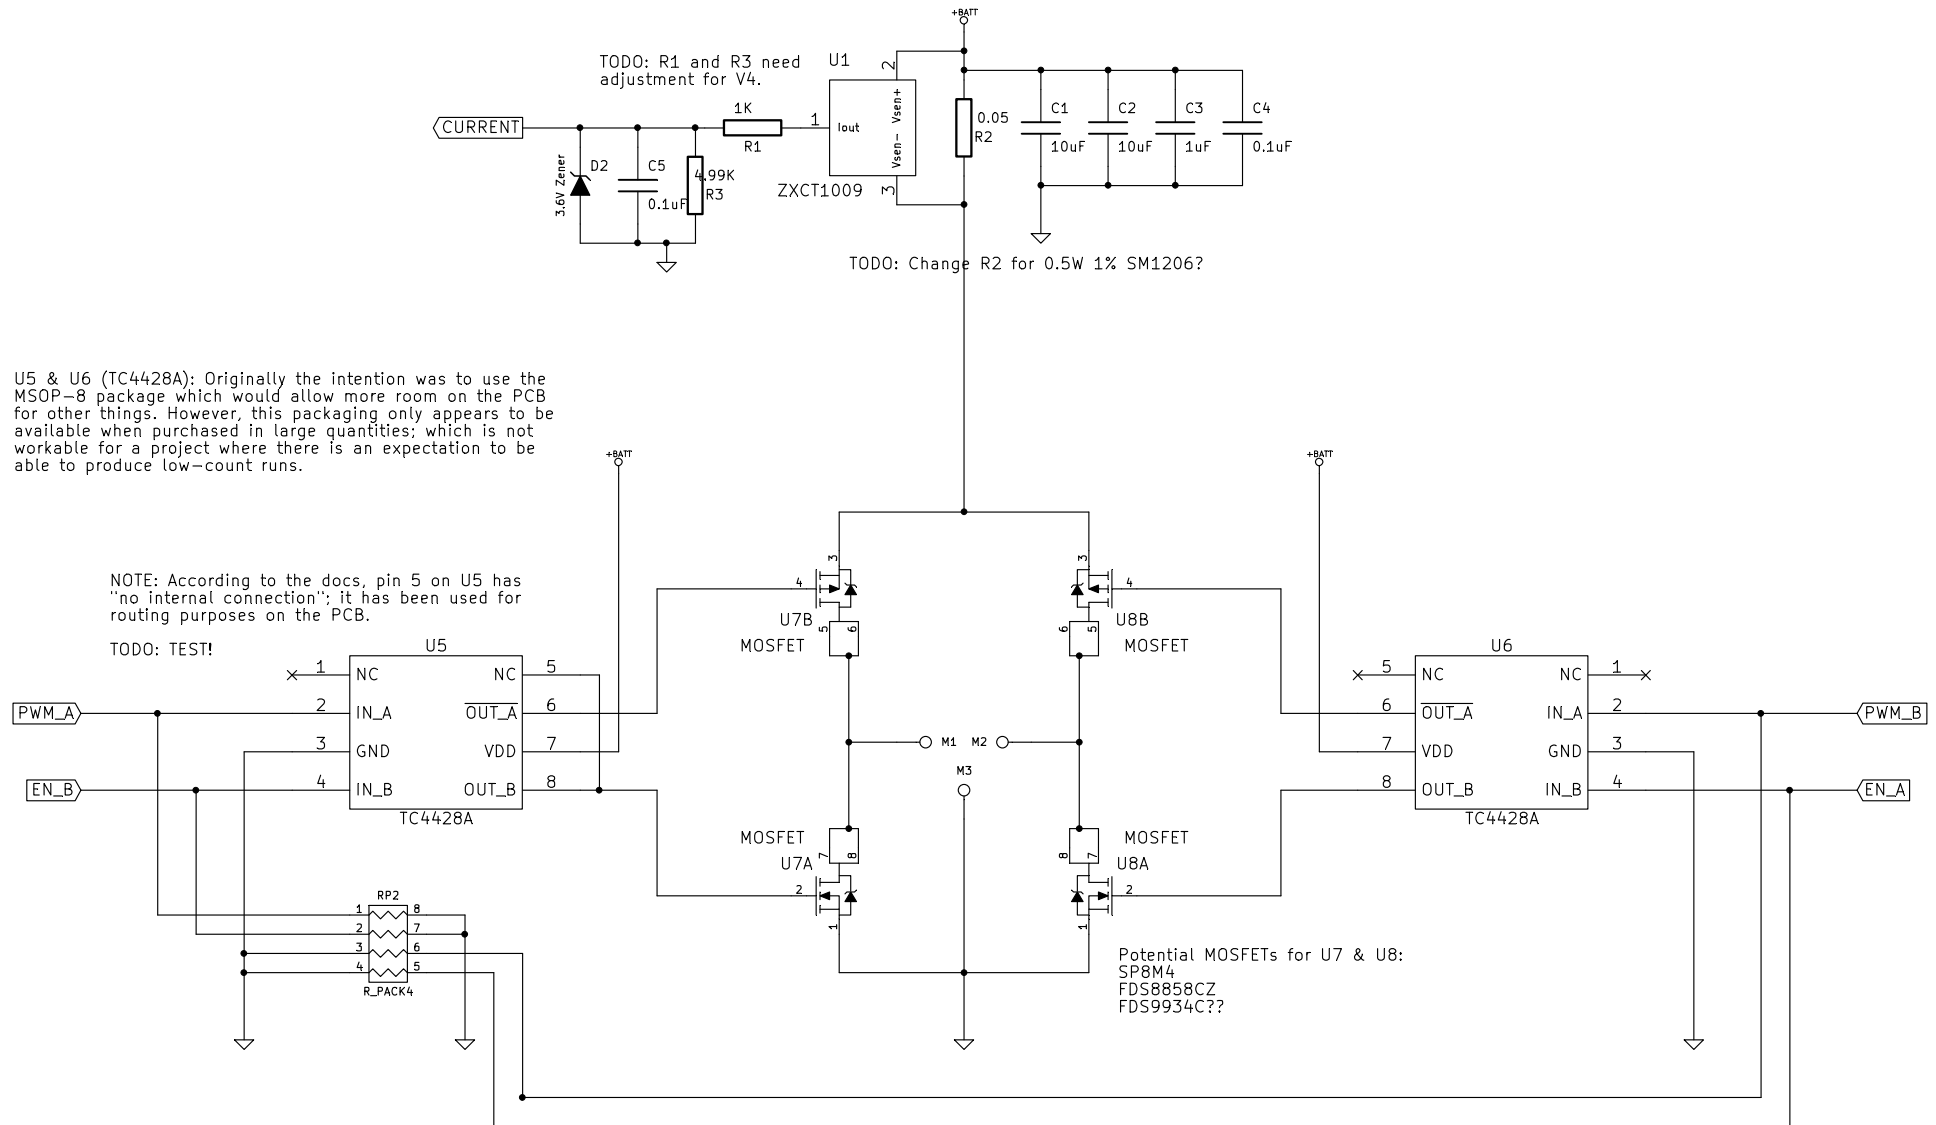 +BATT
TODO: R1 and R3 need
adjustment for V4.
U1
2
1K
CURRENT
1
Iout
Vsen- Vsen+
R1
0.05
R2
C1
10uF
C2
10uF
C3
1uF
C4
0.1uF
3.6V Zener
D2
C5
0.1uF
4.99K
R3
ZXCT1009
3
TODO: Change R2 for 0.5W 1% SM1206?
U5 & U6 (TC4428A): Originally the intention was to use the
MSOP-8 package which would allow more room on the PCB
for other things. However, this packaging only appears to be
available when purchased in large quantities; which is not
workable for a project where there is an expectation to be
able to produce low-count runs.
+BATT
+BATT
NOTE: According to the docs, pin 5 on U5 has
"no internal connection"; it has been used for
routing purposes on the PCB.
TODO: TEST!
3
4
U7B
5 6
MOSFET
3
4
U8B
6 5
MOSFET
U5
1 NC NC 5
PWM_A 2 IN_A OUT_A 6
3 GND VDD 7
EN_B 4 IN_B OUT_B 8
TC4428A
U6
5 NC NC 1
6 OUT_A IN_A 2 PWM_B
7 VDD GND 3
8 OUT_B IN_B 4 EN_A
TC4428A
M1 M2
M3
MOSFET
7 8
U7A
2
1
MOSFET
8 7
U8A
2
1
RP2
1 8
2 7
3 6
4 5
R_PACK4
Potential MOSFETs for U7 & U8:
SP8M4
FDS8858CZ
FDS9934C??